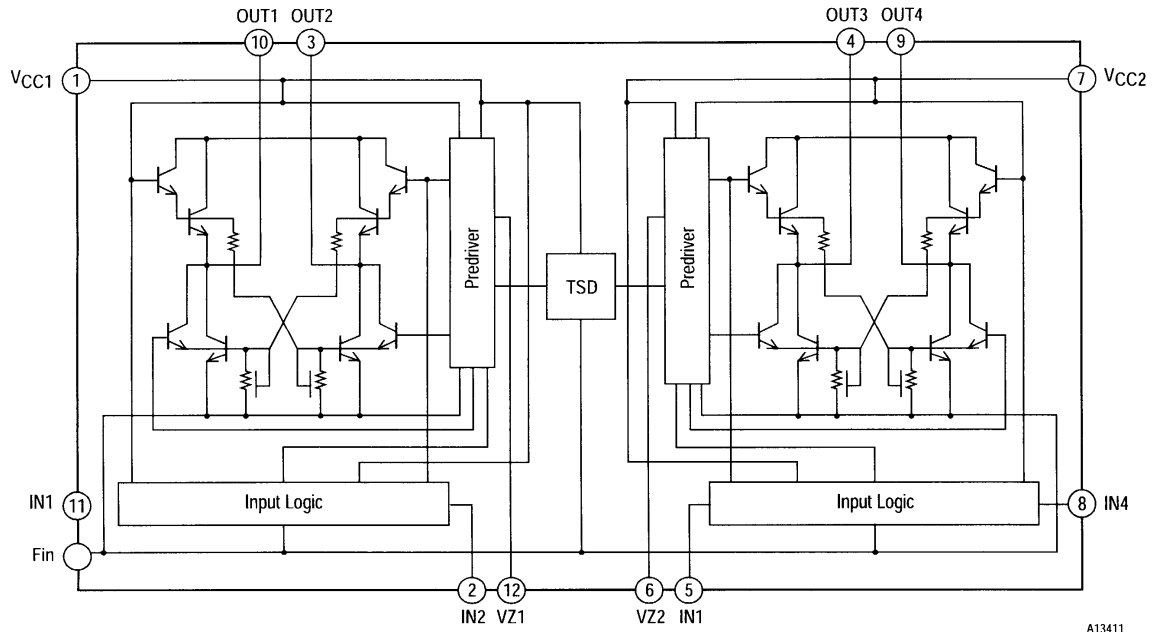 OUT1 OUT2 OUT3 OUT4
10 3 4 9
VCC1 1 7 VCC2
Predriver TSD Predriver
IN1 11 Input Logic Input Logic 8 IN4
Fin
2 12 6 5
IN2 VZ1 VZ2 IN1
A13411